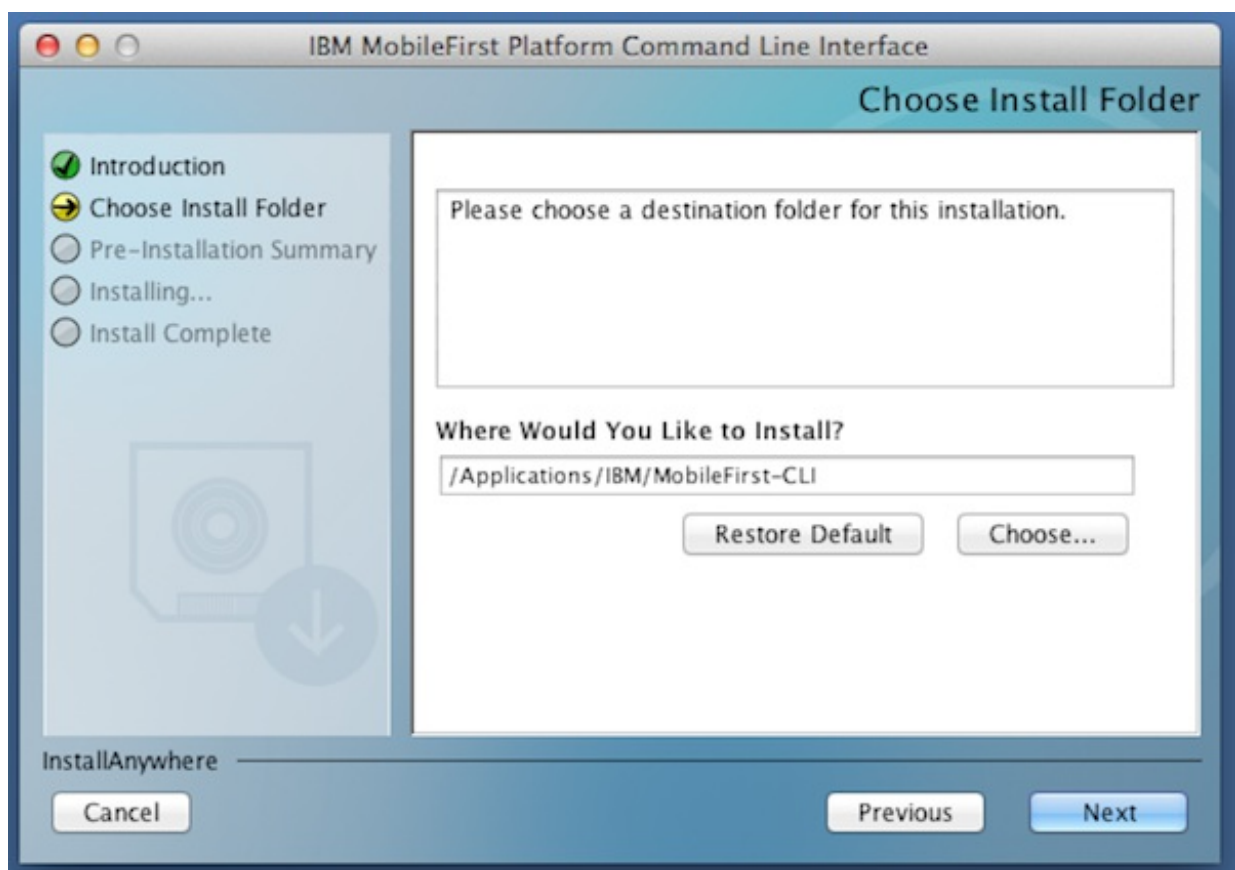 IBM MobileFirst Platform Command Line Interface
Choose Install Folder
Introduction
Choose Install Folder
Pre-Installation Summary
Installing...
Install Complete
Please choose a destination folder for this installation.
Where Would You Like to Install?
/Applications/IBM/MobileFirst-CLI
Restore Default
Choose...
InstallAnywhere
Cancel
Previous
Next